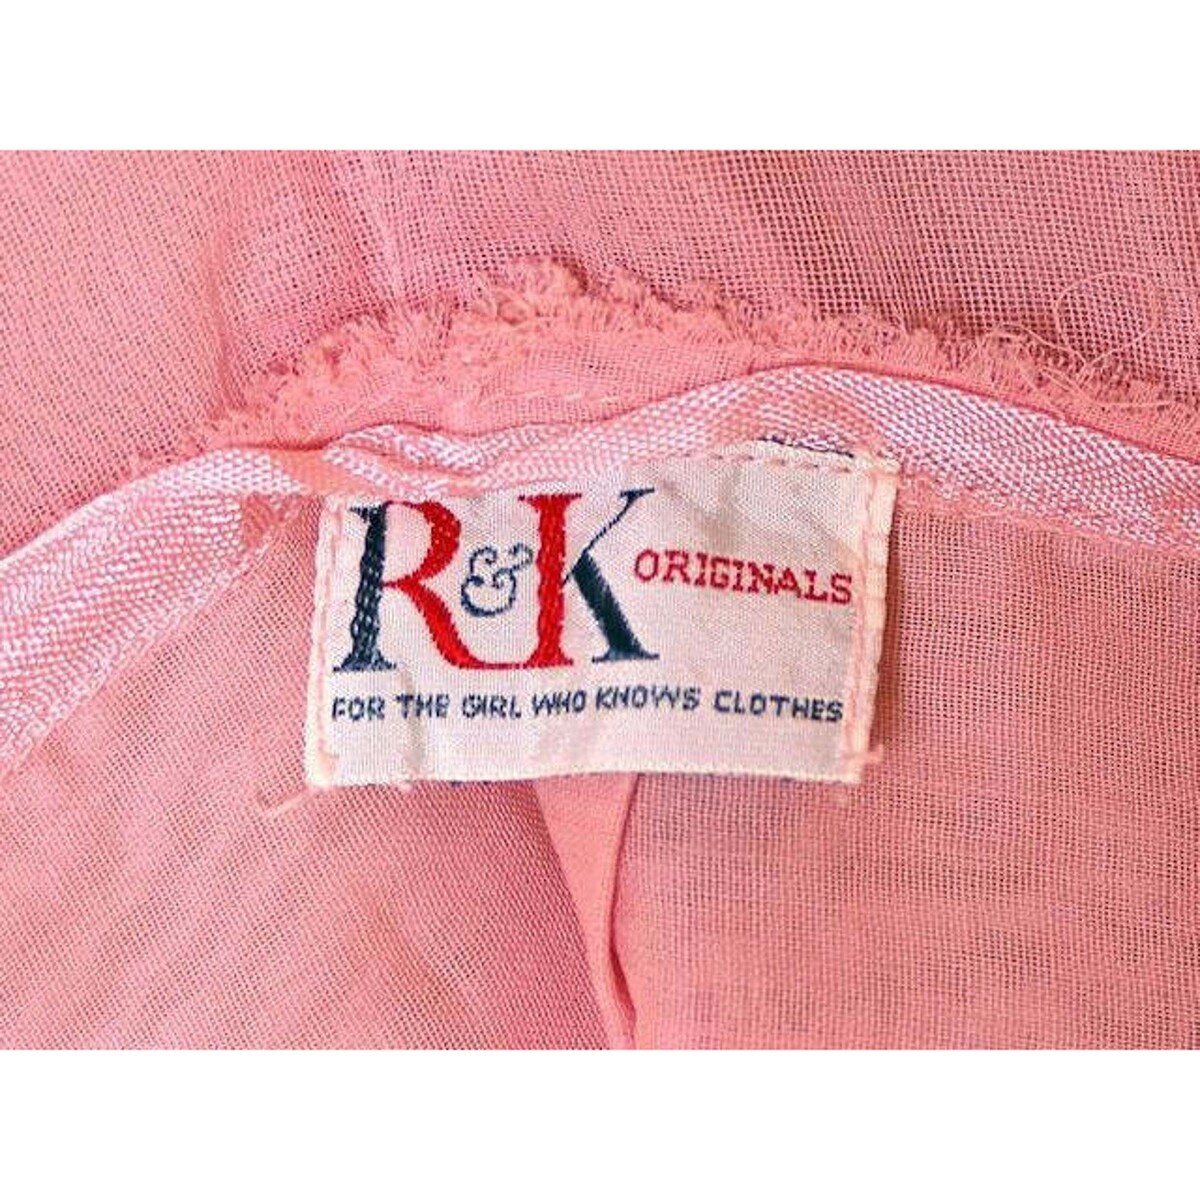 R&K ORIGINALS
FOR THE GIRL WHO KNOWS CLOTHES